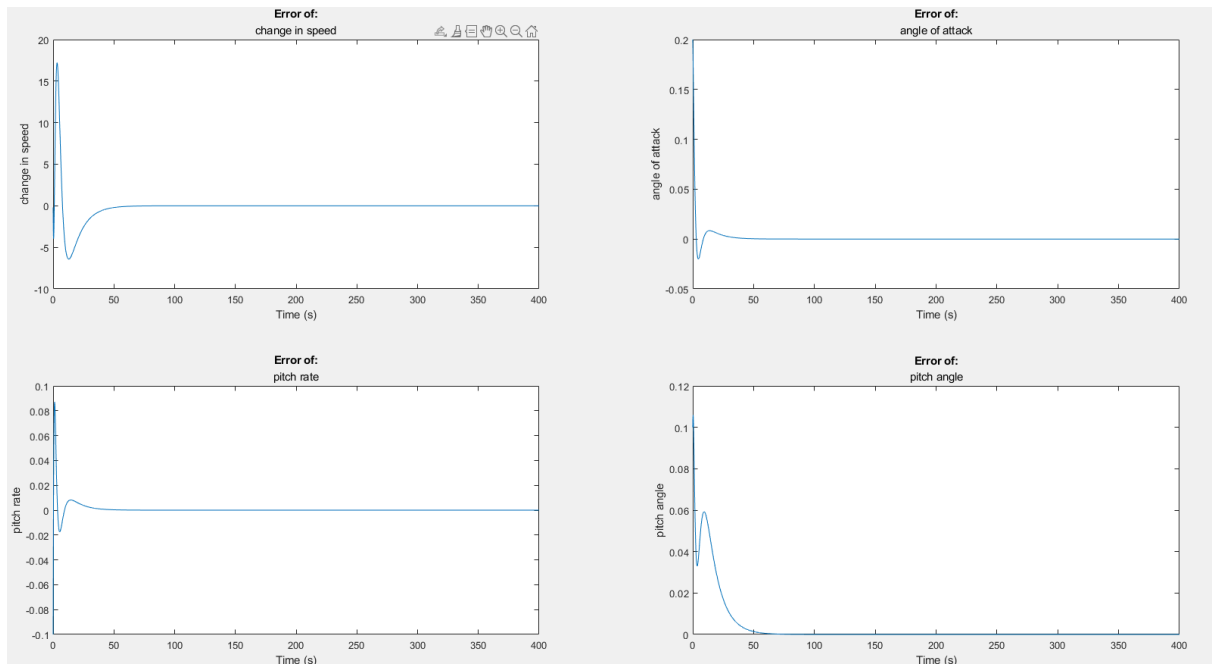 Error of:
change in speed
20
15
10
5
0
-5
-10
change in speed
0 50 100 150 200 250 300 350 400
Time (s)
Error of:
angle of attack
0.2
0.15
0.1
0.05
0
-0.05
angle of attack
0 50 100 150 200 250 300 350 400
Time (s)
Error of:
pitch rate
0.1
0.08
0.06
0.04
0.02
0
-0.02
-0.04
-0.06
-0.08
-0.1
pitch rate
0 50 100 150 200 250 300 350 400
Time (s)
Error of:
pitch angle
0.12
0.1
0.08
0.06
0.04
0.02
0
pitch angle
0 50 100 150 200 250 300 350 400
Time (s)